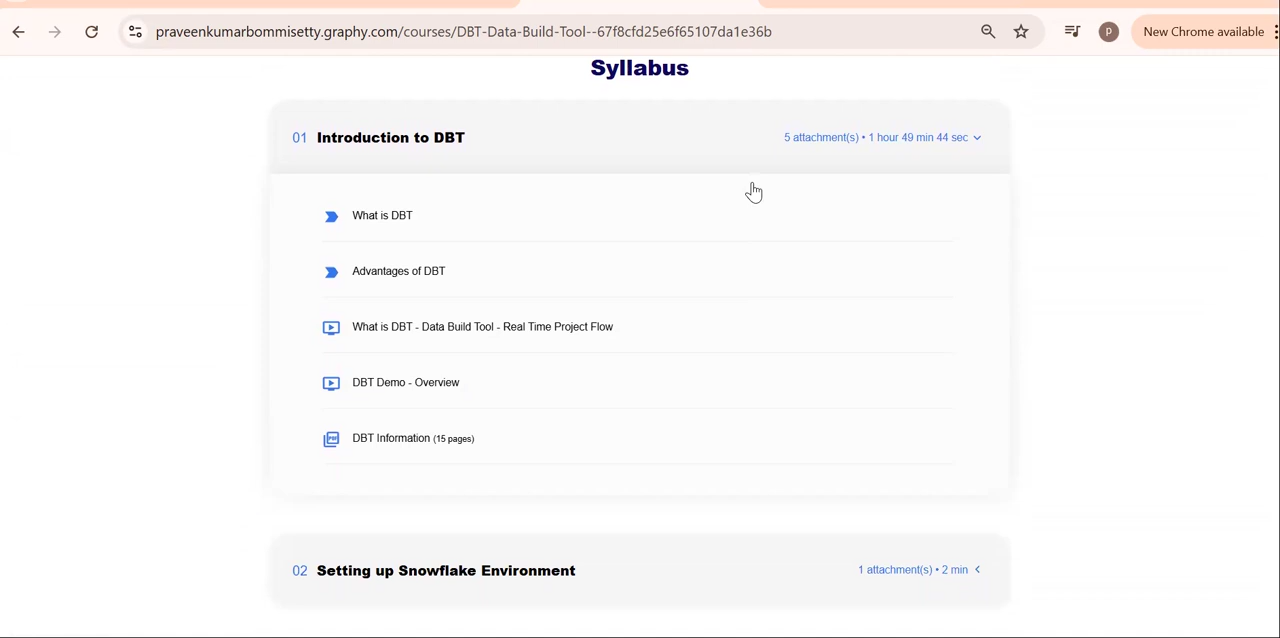 praveenkumarbommisetty.graphy.com/courses/DBT-Data-Build-Tool--67f8cfd25e6f65107da1e36b
P
New Chrome available
Syllabus
01 Introduction to DBT 5 attachment(s) • 1 hour 49 min 44 sec
What is DBT
Advantages of DBT
What is DBT - Data Build Tool - Real Time Project Flow
DBT Demo - Overview
PDF DBT Information (15 pages)
02 Setting up Snowflake Environment 1 attachment(s) • 2 min